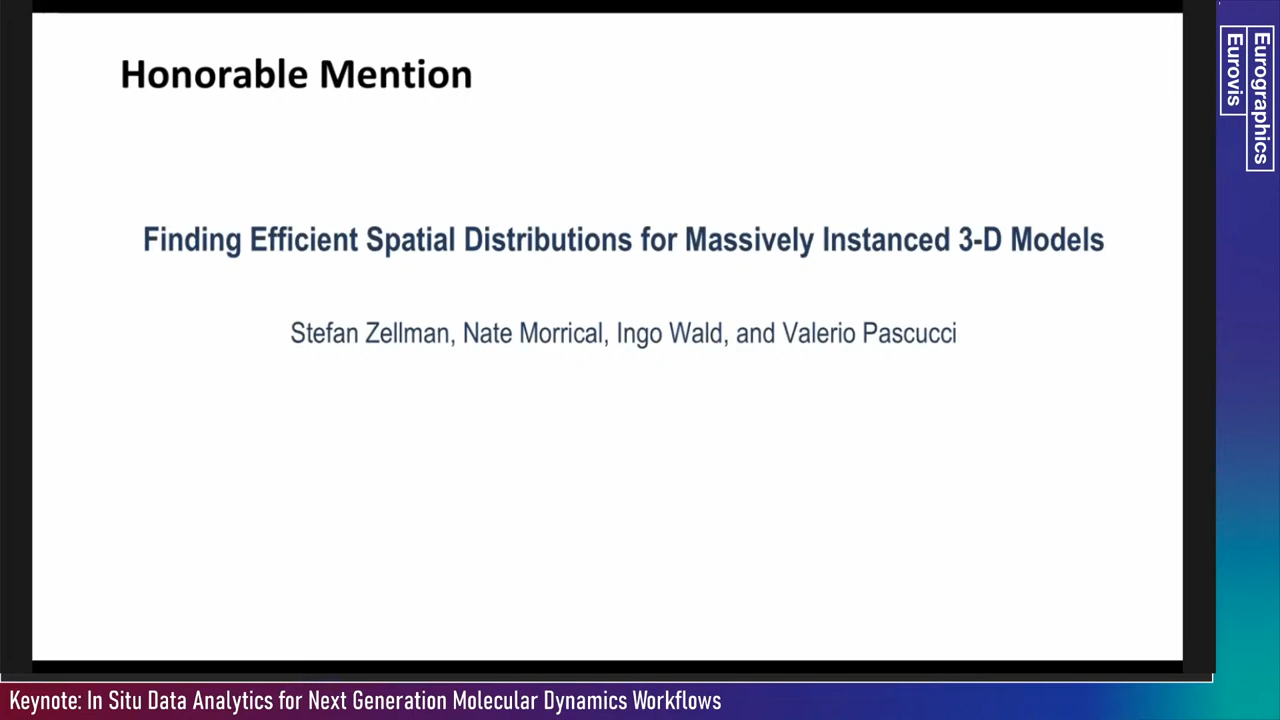 Honorable Mention
Finding Efficient Spatial Distributions for Massively Instanced 3-D Models
Stefan Zellman, Nate Morrical, Ingo Wald, and Valerio Pascucci
Eurographics
Eurovis
Keynote: In Situ Data Analytics for Next Generation Molecular Dynamics Workflows